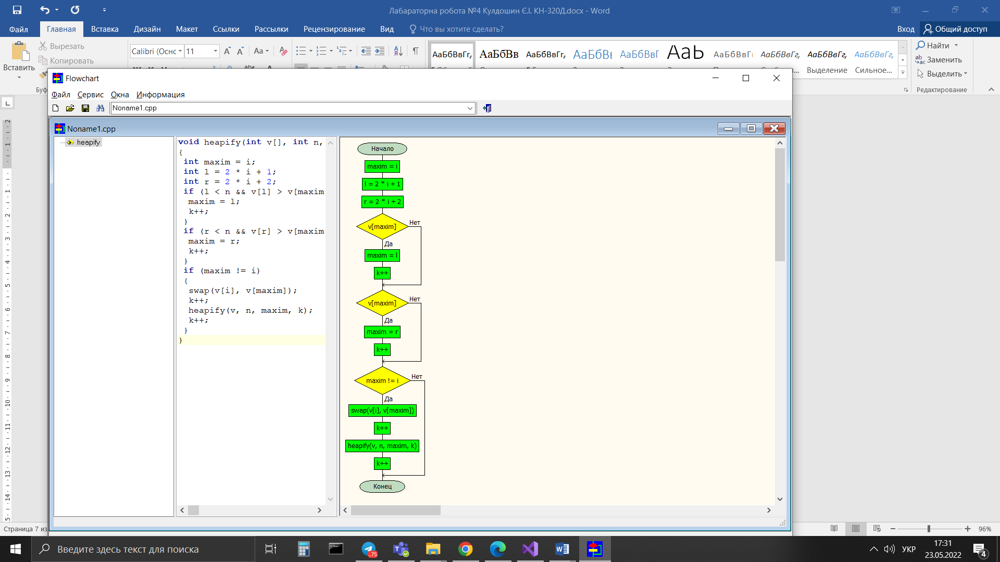 Лабараторна робота №4 Кулдошин Є.І. КН-320Д.docx - Word
Файл
Главная
Вставка
Дизайн
Макет
Ссылки
Рассылки
Рецензирование
Вид
Что вы хотите сделать?
Вход
Общий доступ
Вставить
Вырезать
Копировать
Calibri (Оснс
11
Aa
АаБбВвГг,
АаБбВв
АаБбВвГг,
АаБбВ
АаБбВвГ
АаЬ
АаБбВвГ
АаБбВвГг,
АаБбВвГг,
АаБбВвГг,
Выделение
Сильное...
Найти
Заменить
Выделить
Редактирование
Flowchart
Файл
Сервис
Окна
Информация
Noname1.cpp
Noname1.cpp
heapify
void heapify(int v[], int n,
{
int maxim = i;
int l = 2 * i + 1;
int r = 2 * i + 2;
if (l < n && v[l] > v[maxim
maxim = l;
k++;
}
if (r < n && v[r] > v[maxim
maxim = r;
k++;
}
if (maxim != i)
{
swap(v[i], v[maxim]);
k++;
heapify(v, n, maxim, k);
k++;
}
}
Начало
maxim = i
l = 2 * i + 1
r = 2 * i + 2
v[maxim]
Нет
Да
maxim = l
k++
v[maxim]
Нет
Да
maxim = r
k++
maxim != i
Нет
Да
swap(v[i], v[maxim])
k++
heapify(v, n, maxim, k)
k++
Конец
Страница 7 из
96%
Введите здесь текст для поиска
..75
УКР
17:31
23.05.2022
4